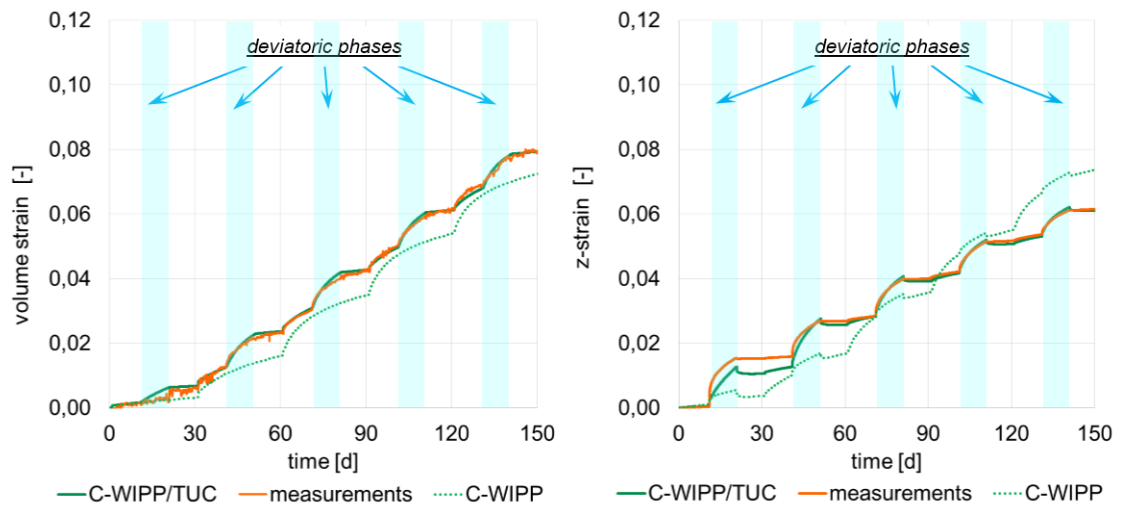 0,12
deviatoric phases
0,10
0,08
0,06
0,04
0,02
0,00
volume strain [-]
0 30 60 90 120 150
time [d]
C-WIPP/TUC measurements C-WIPP
0,12
deviatoric phases
0,10
0,08
0,06
0,04
0,02
0,00
z-strain [-]
0 30 60 90 120 150
time [d]
C-WIPP/TUC measurements C-WIPP